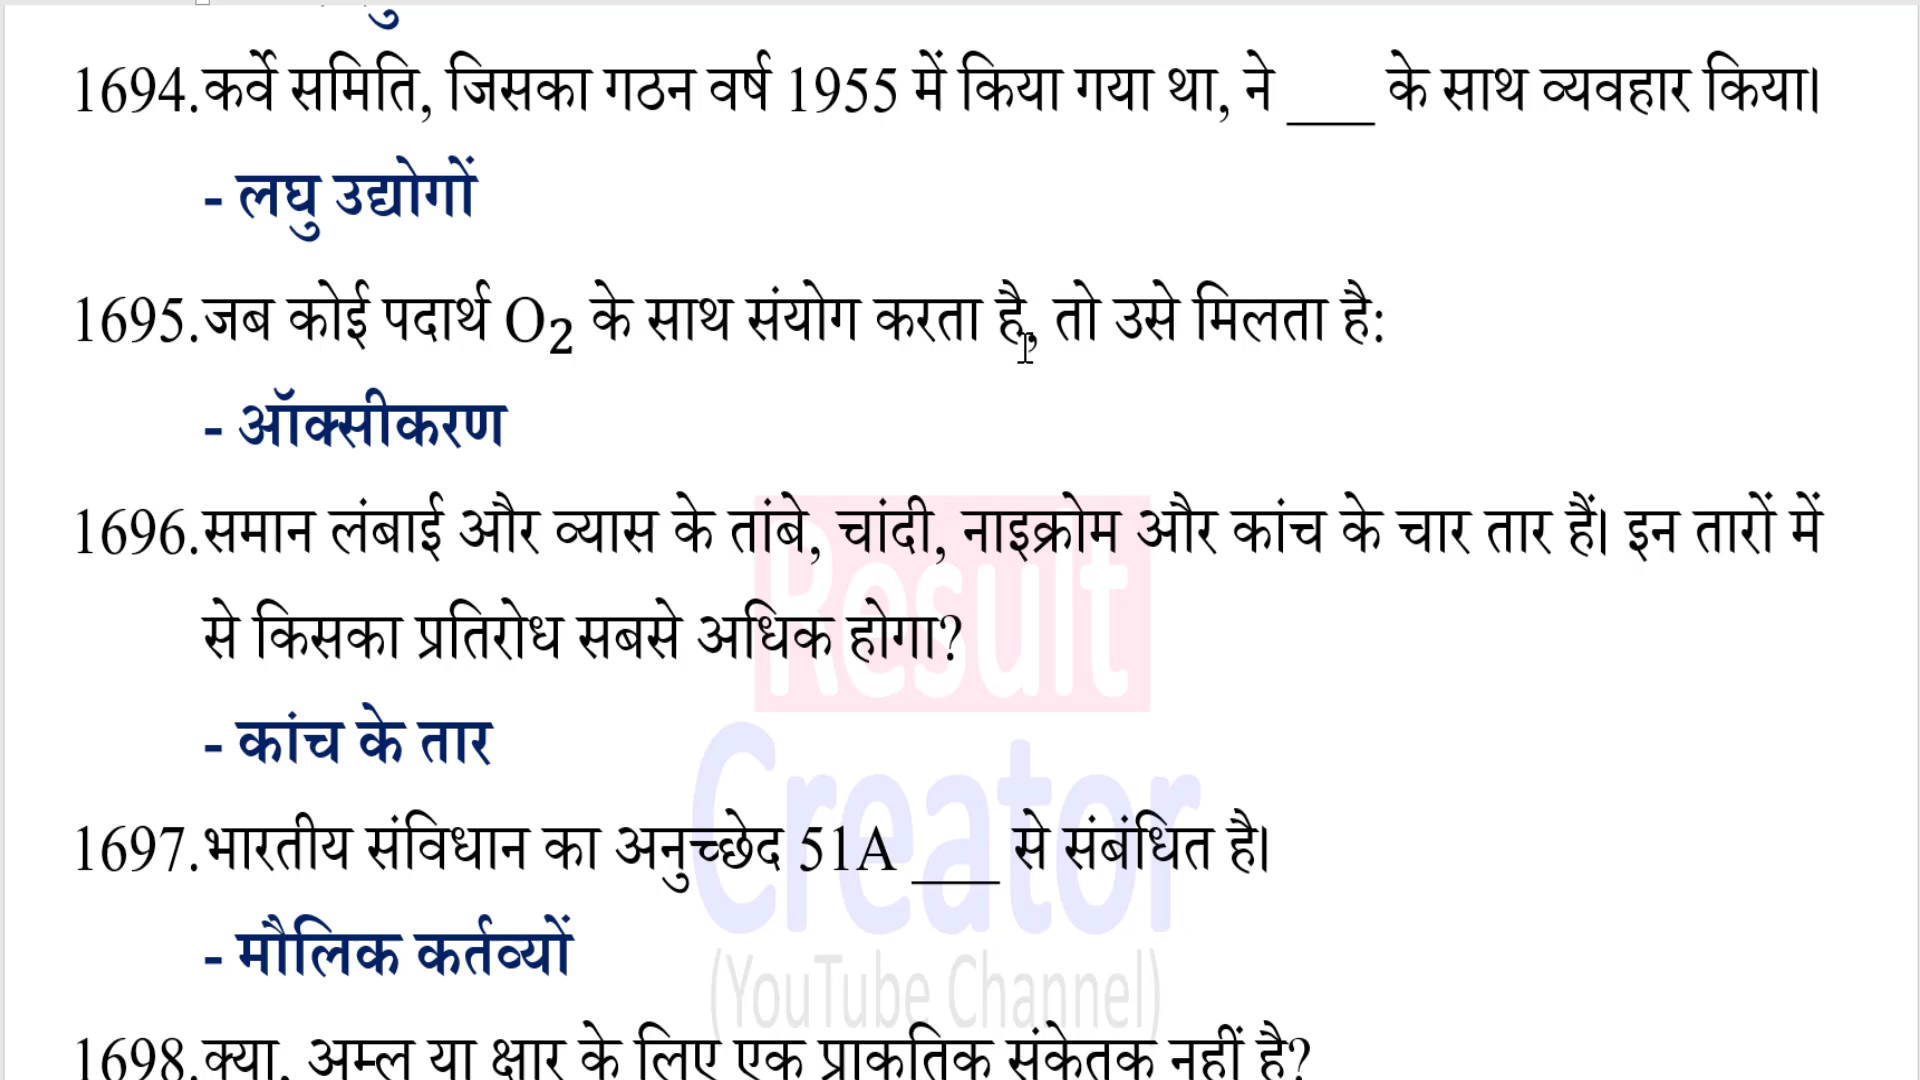 1694.कर्वे समिति, जिसका गठन वर्ष 1955 में किया गया था, ने ___ के साथ व्यवहार किया।
- लघु उद्योगों
1695.जब कोई पदार्थ O₂ के साथ संयोग करता है, तो उसे मिलता है:
- ऑक्सीकरण
1696.समान लंबाई और व्यास के तांबे, चांदी, नाइक्रोम और कांच के चार तार हैं। इन तारों में
से किसका प्रतिरोध सबसे अधिक होगा?
- कांच के तार
1697.भारतीय संविधान का अनुच्छेद 51A ___ से संबंधित है।
- मौलिक कर्तव्यों
1698.क्या, अम्ल या क्षार के लिए एक प्राकृतिक संकेतक नहीं है?
Result
Creator
(YouTube Channel)